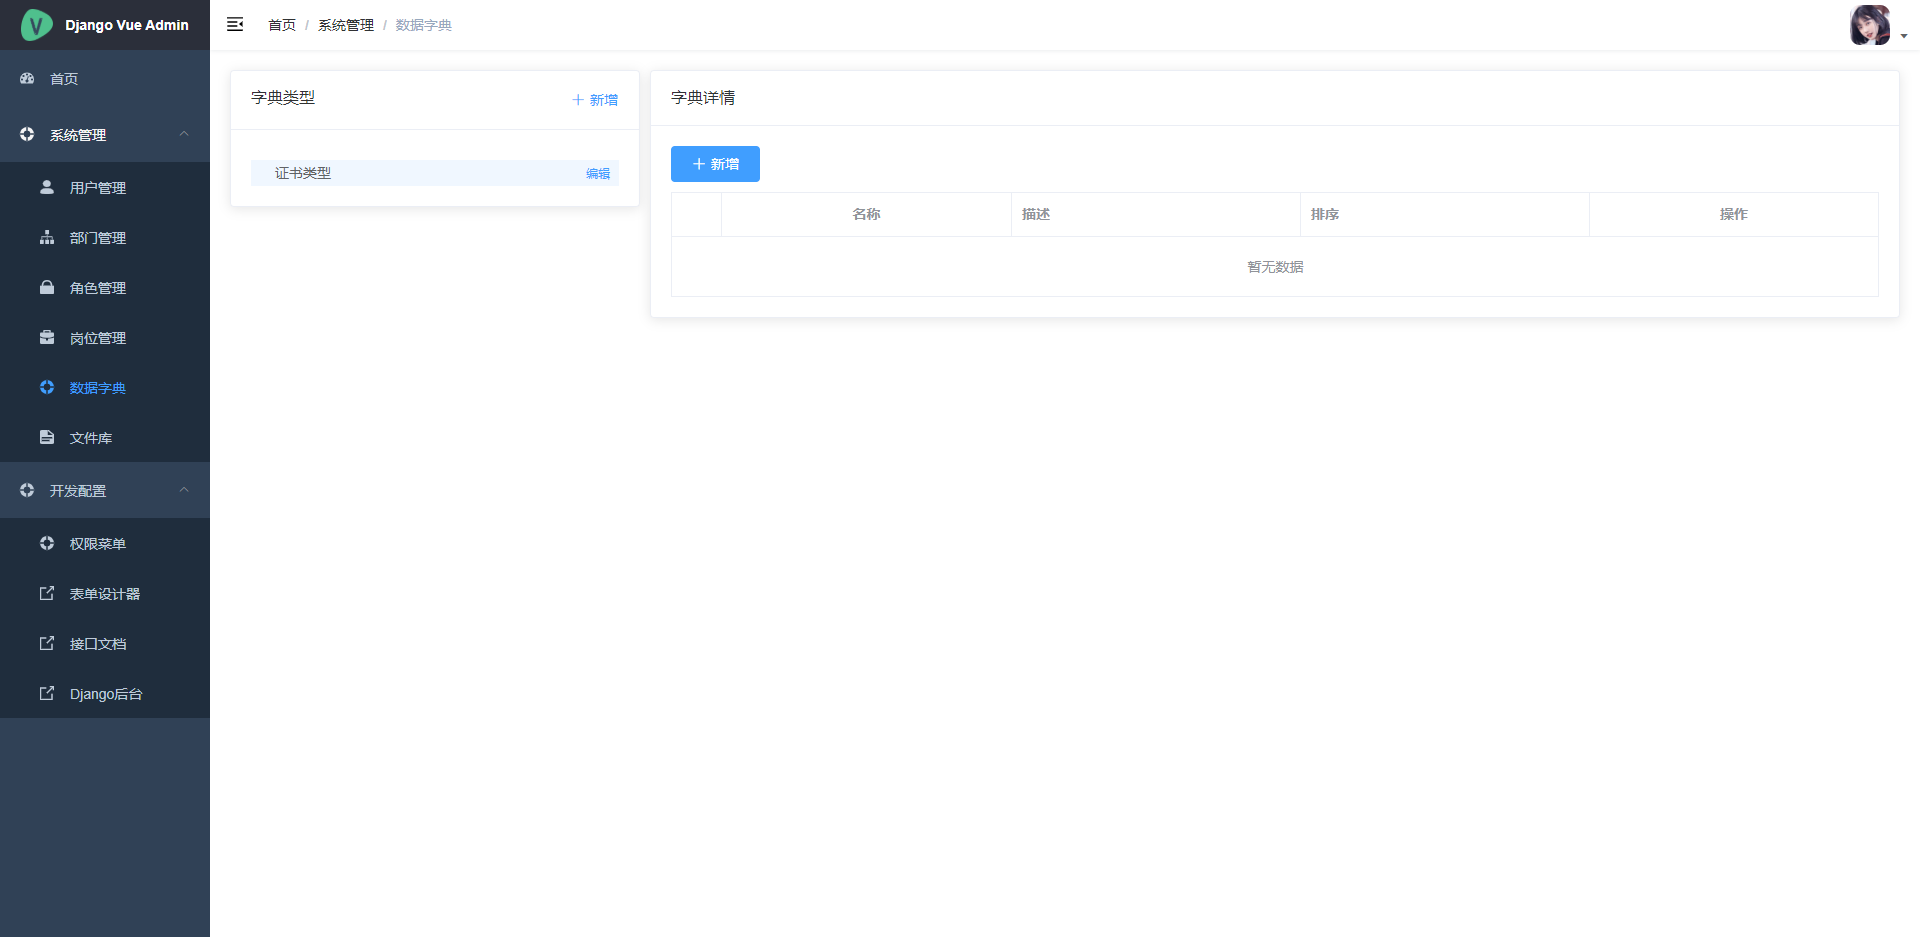 Django Vue Admin
首页 / 系统管理 / 数据字典
首页
系统管理
用户管理
部门管理
角色管理
岗位管理
数据字典
文件库
开发配置
权限菜单
表单设计器
接口文档
Django后台
字典类型
新增
证书类型
编辑
字典详情
新增
名称 描述 排序 操作
暂无数据